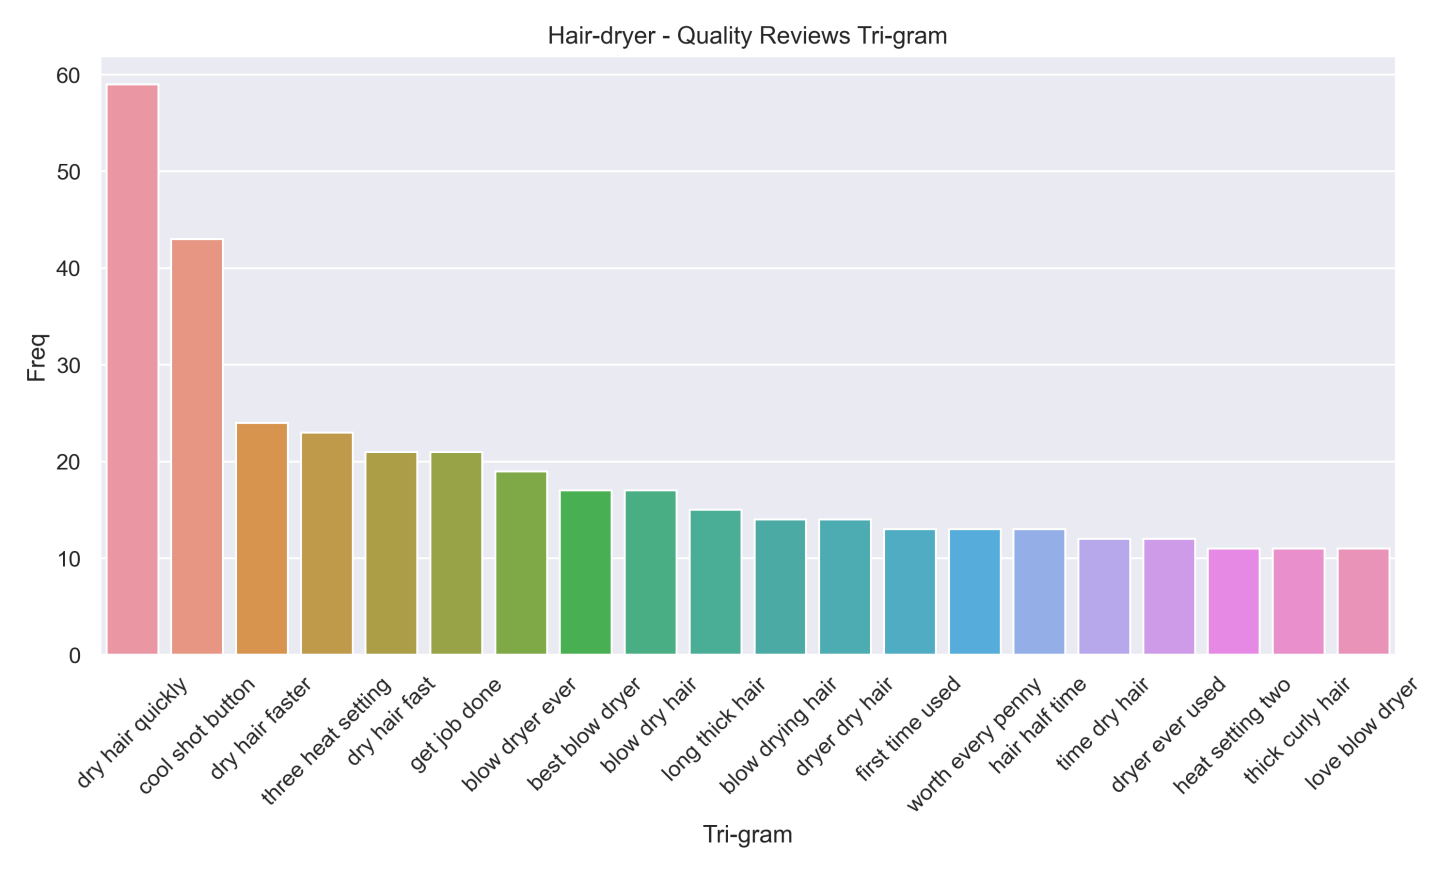 Hair-dryer - Quality Reviews Tri-gram
Freq
60
50
40
30
20
10
0
dry hair quickly
cool shot button
dry hair faster
three heat setting
dry hair fast
get job done
blow dryer ever
best blow dryer
blow dry hair
long thick hair
blow drying hair
dryer dry hair
first time used
worth every penny
hair half time
time dry hair
dryer ever used
heat setting two
thick curly hair
love blow dryer
Tri-gram